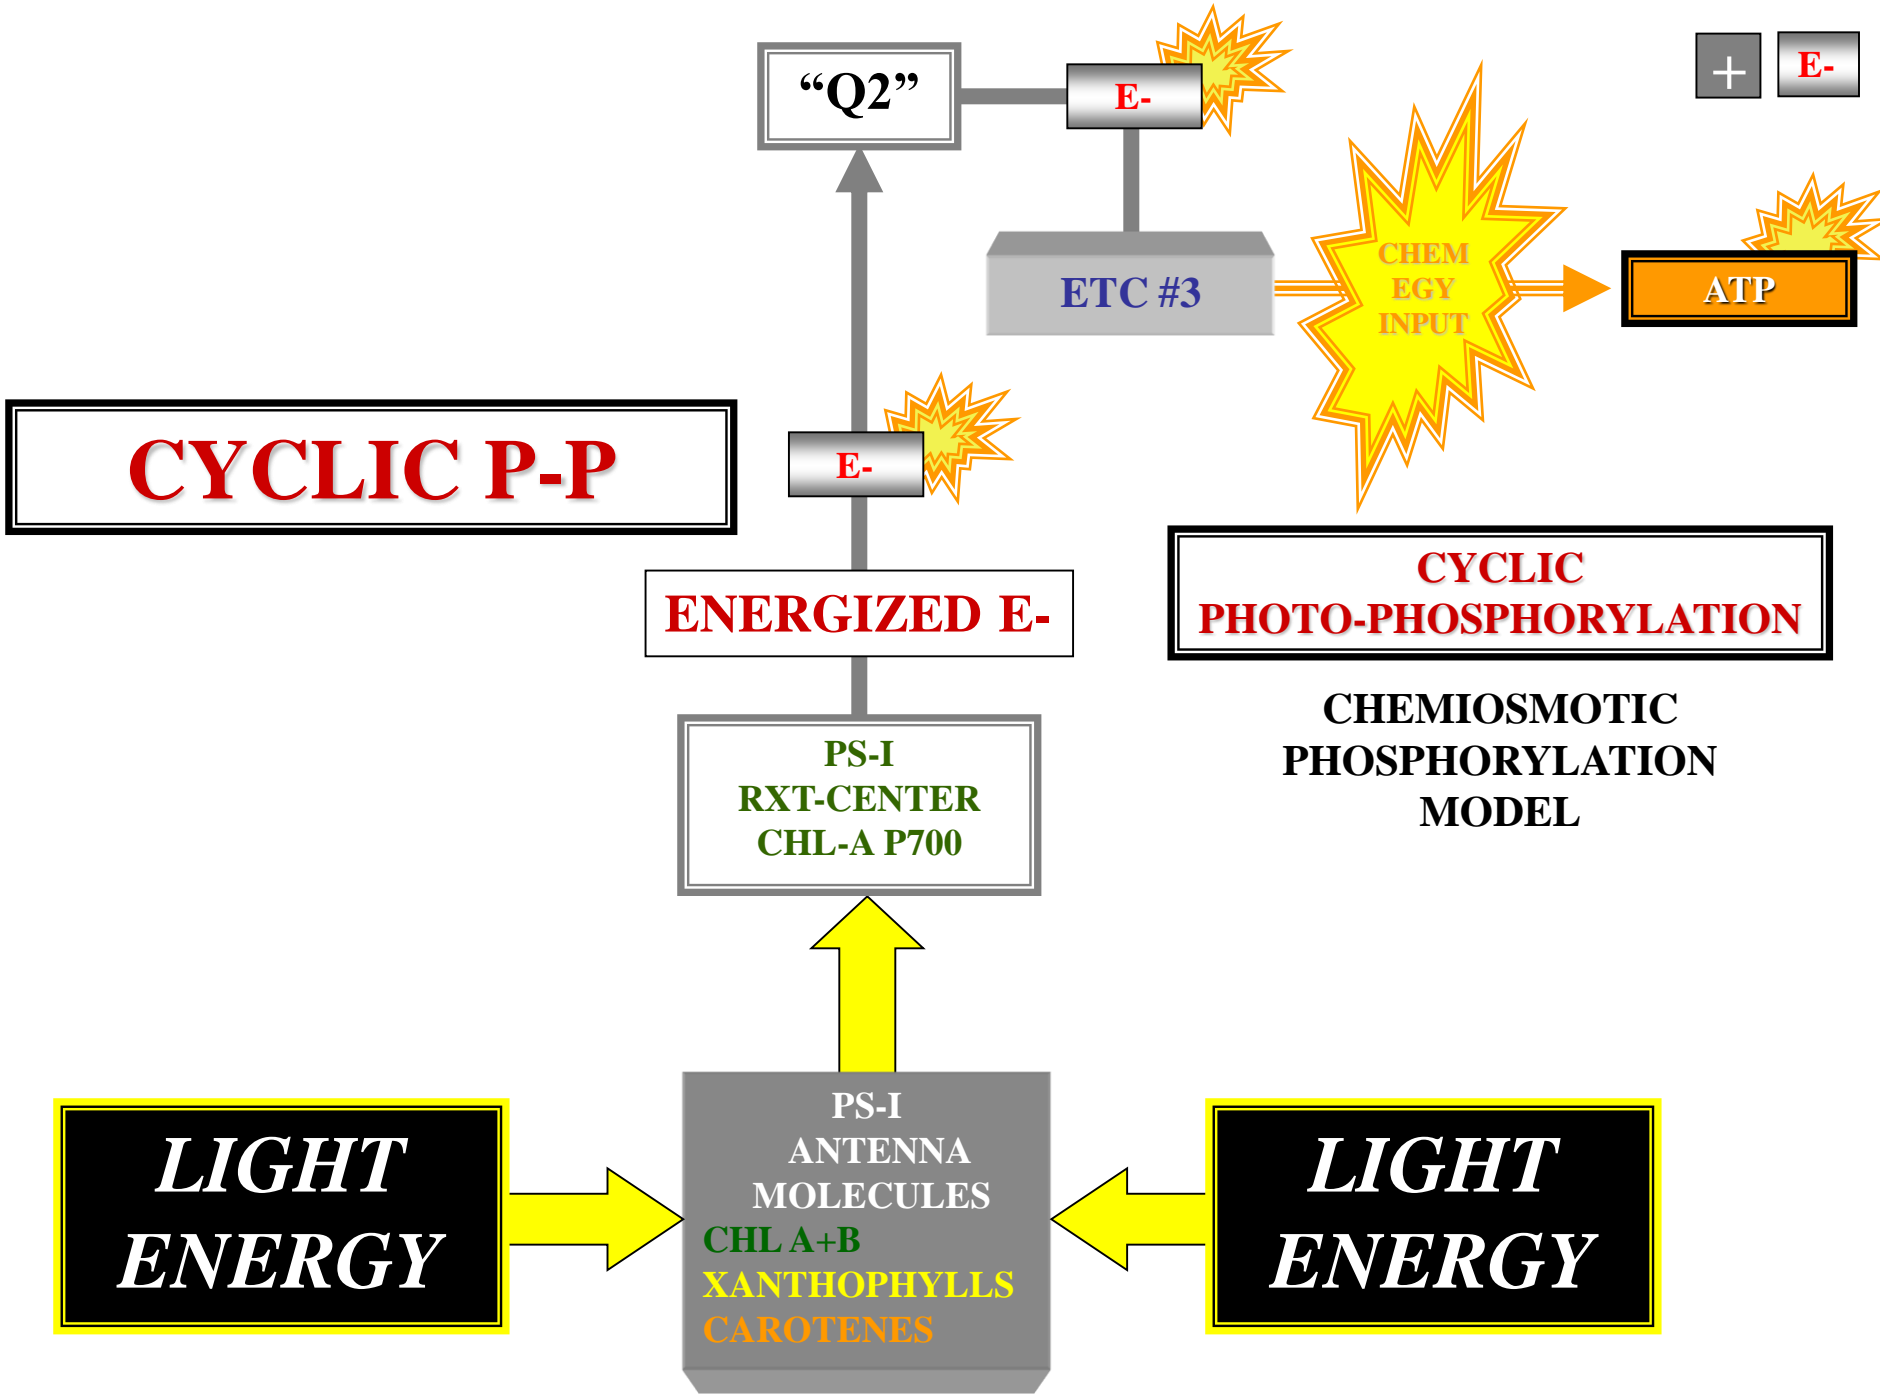 “Q2”
E-
+
E-
CHEM
EGY
INPUT
ETC #3
ATP
CYCLIC P-P
E-
CYCLIC
PHOTO-PHOSPHORYLATION
ENERGIZED E-
CHEMIOSMOTIC
PHOSPHORYLATION
MODEL
PS-I
RXT-CENTER
CHL-A P700
LIGHT
ENERGY
PS-I
ANTENNA
MOLECULES
CHL A+B
XANTHOPHYLLS
CAROTENES
LIGHT
ENERGY